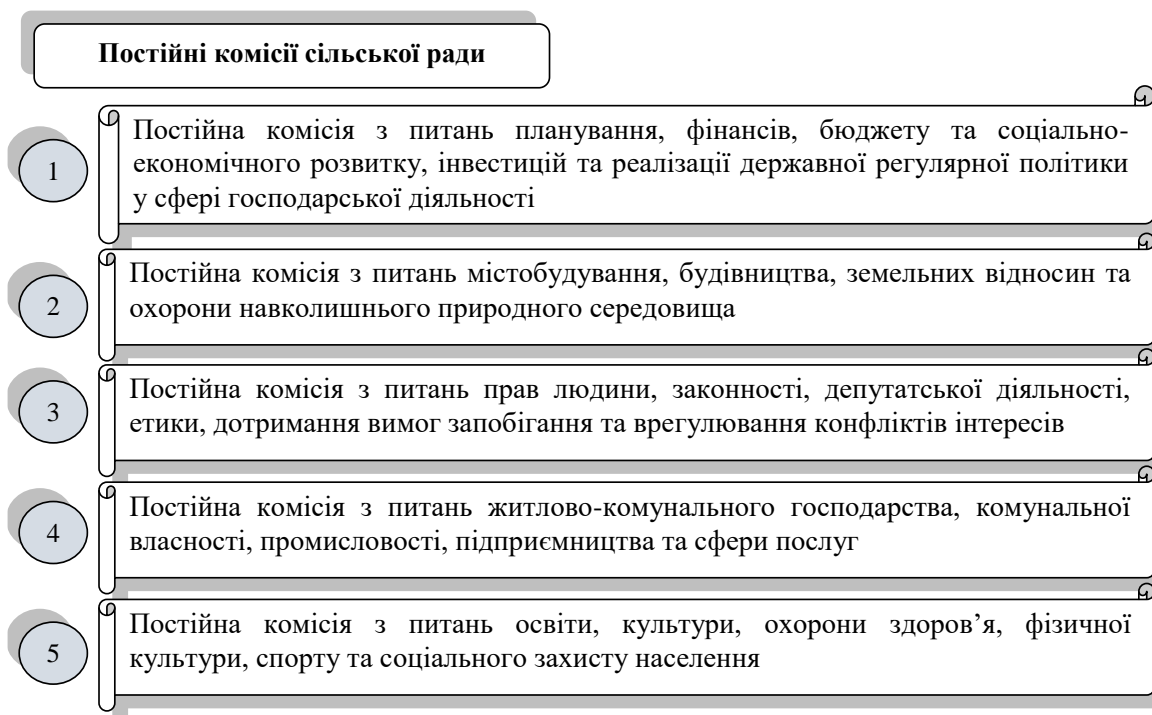 Постійні комісії сільської ради
1
Постійна комісія з питань планування, фінансів, бюджету та соціально-
економічного розвитку, інвестицій та реалізації державної регулярної політики
у сфері господарської діяльності
2
Постійна комісія з питань містобудування, будівництва, земельних відносин та
охорони навколишнього природного середовища
3
Постійна комісія з питань прав людини, законності, депутатської діяльності,
етики, дотримання вимог запобігання та врегулювання конфліктів інтересів
4
Постійна комісія з питань житлово-комунального господарства, комунальної
власності, промисловості, підприємництва та сфери послуг
5
Постійна комісія з питань освіти, культури, охорони здоров’я, фізичної
культури, спорту та соціального захисту населення